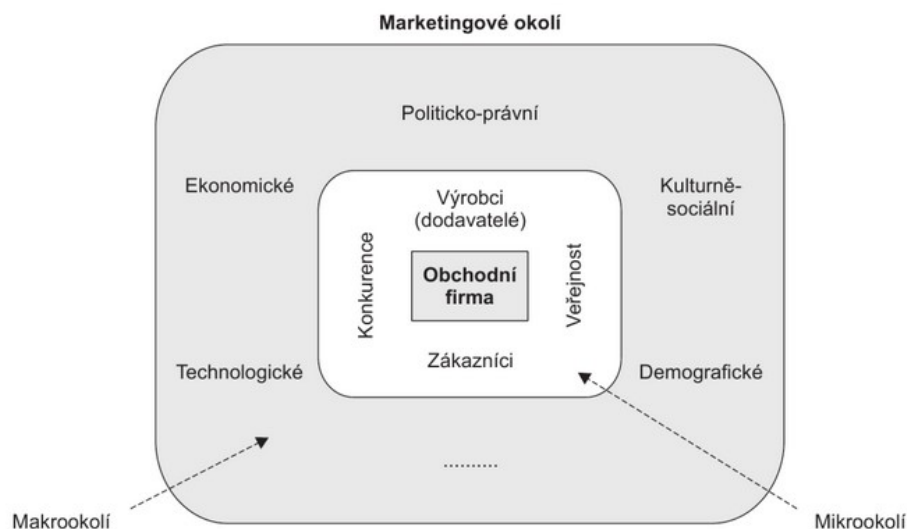 Marketingové okolí
Politicko-právní
Ekonomické
Kulturně-
sociální
Výrobci
(dodavatelé)
Konkurence
Obchodní
firma
Veřejnost
Zákazníci
Technologické
Demografické
.........
Makrookolí
Mikrookolí